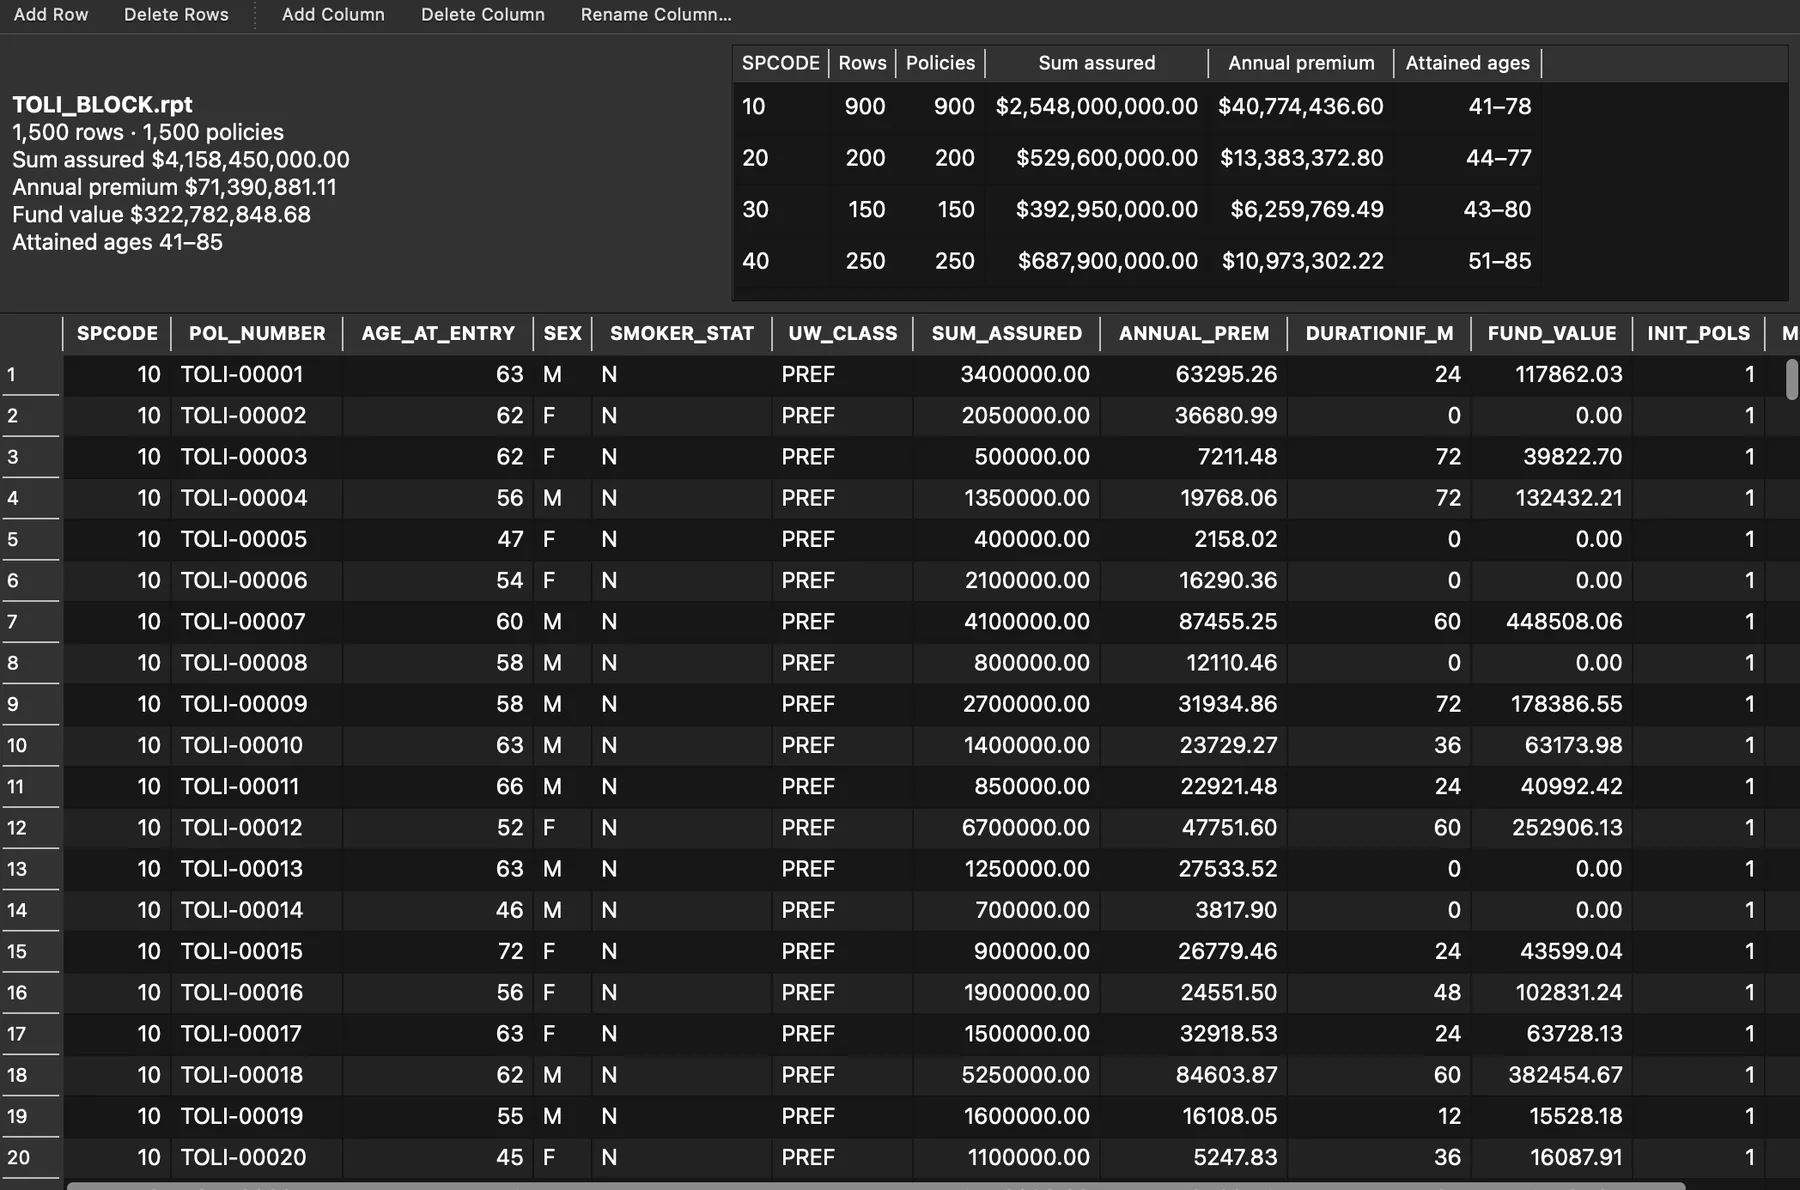 Add Row Delete Rows Add Column Delete Column Rename Column...
TOLI_BLOCK.rpt
1,500 rows · 1,500 policies
Sum assured $4,158,450,000.00
Annual premium $71,390,881.11
Fund value $322,782,848.68
Attained ages 41–85
SPCODE Rows Policies Sum assured Annual premium Attained ages
10 900 900 $2,548,000,000.00 $40,774,436.60 41–78
20 200 200 $529,600,000.00 $13,383,372.80 44–77
30 150 150 $392,950,000.00 $6,259,769.49 43–80
40 250 250 $687,900,000.00 $10,973,302.22 51–85
SPCODE POL_NUMBER AGE_AT_ENTRY SEX SMOKER_STAT UW_CLASS SUM_ASSURED ANNUAL_PREM DURATIONIF_M FUND_VALUE INIT_POLS M
1 10 TOLI-00001 63 M N PREF 3400000.00 63295.26 24 117862.03 1
2 10 TOLI-00002 62 F N PREF 2050000.00 36680.99 0 0.00 1
3 10 TOLI-00003 62 F N PREF 500000.00 7211.48 72 39822.70 1
4 10 TOLI-00004 56 M N PREF 1350000.00 19768.06 72 132432.21 1
5 10 TOLI-00005 47 F N PREF 400000.00 2158.02 0 0.00 1
6 10 TOLI-00006 54 F N PREF 2100000.00 16290.36 0 0.00 1
7 10 TOLI-00007 60 M N PREF 4100000.00 87455.25 60 448508.06 1
8 10 TOLI-00008 58 M N PREF 800000.00 12110.46 0 0.00 1
9 10 TOLI-00009 58 M N PREF 2700000.00 31934.86 72 178386.55 1
10 10 TOLI-00010 63 M N PREF 1400000.00 23729.27 36 63173.98 1
11 10 TOLI-00011 66 M N PREF 850000.00 22921.48 24 40992.42 1
12 10 TOLI-00012 52 F N PREF 6700000.00 47751.60 60 252906.13 1
13 10 TOLI-00013 63 M N PREF 1250000.00 27533.52 0 0.00 1
14 10 TOLI-00014 46 M N PREF 700000.00 3817.90 0 0.00 1
15 10 TOLI-00015 72 F N PREF 900000.00 26779.46 24 43599.04 1
16 10 TOLI-00016 56 F N PREF 1900000.00 24551.50 48 102831.24 1
17 10 TOLI-00017 63 F N PREF 1500000.00 32918.53 24 63728.13 1
18 10 TOLI-00018 62 M N PREF 5250000.00 84603.87 60 382454.67 1
19 10 TOLI-00019 55 M N PREF 1600000.00 16108.05 12 15528.18 1
20 10 TOLI-00020 45 F N PREF 1100000.00 5247.83 36 16087.91 1